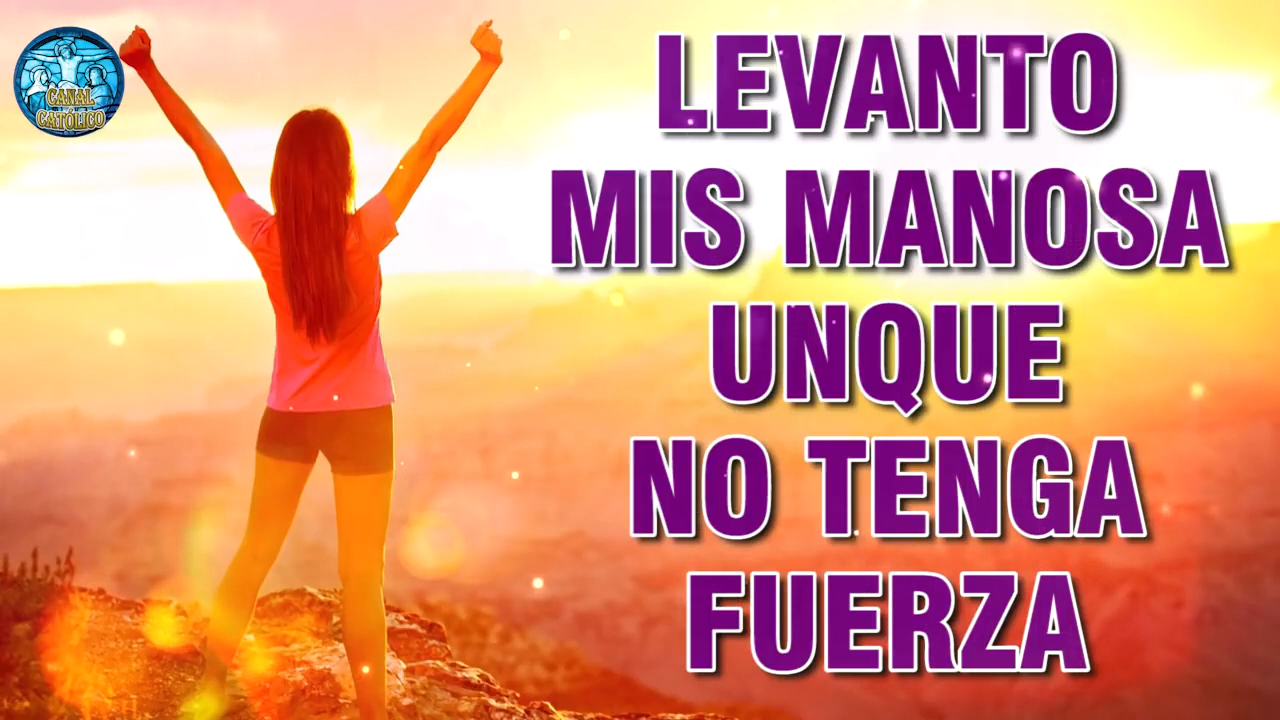 CANAL
CATÓLICO
LEVANTO
MIS MANOSA
UNQUE
NO TENGA
FUERZA